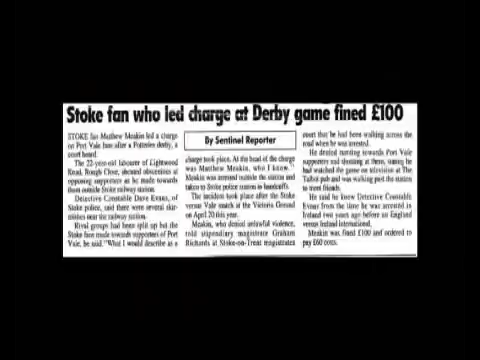 Stoke fan who led charge at Derby game fined £100
STOKE fan Matthew Meakin led a charge
on Port Vale fans after a Potteries derby, a
court heard.
The 22-year-old labourer of Lightwood
Road, Rough Close, shouted obscenities at
opposing supporters as he made towards
them outside Stoke railway station.
Detective Constable Dave Evans, of
Stoke police, said there were several skir-
mishes near the railway station.
Rival groups had been split up but the
Stoke fans made towards supporters of Port
Vale, he said. "What I would describe as a
By Sentinel Reporter
charge took place. At the head of the charge
was Matthew Meakin, who I know."
Meakin was arrested outside the station and
taken to Stoke Police station in handcuffs.
The incident took place after the Stoke
versus Vale match at the Victoria Ground
on April 20 this year.
Meakin, who denied unlawful violence,
told stipendiary magistrate Graham
Richards at Stoke-on-Trent magistrates
court that he had been walking across the
road when he was arrested.
He denied running towards Port Vale
supporters and shouting at them, saying he
had watched the game on television at The
Talbot pub and was walking past the station
to meet friends.
He said he knew Detective Constable
Evans from the time he was arrested in
Ireland two years ago before an England
versus Ireland international.
Meakin was fined £100 and ordered to
pay £60 costs.